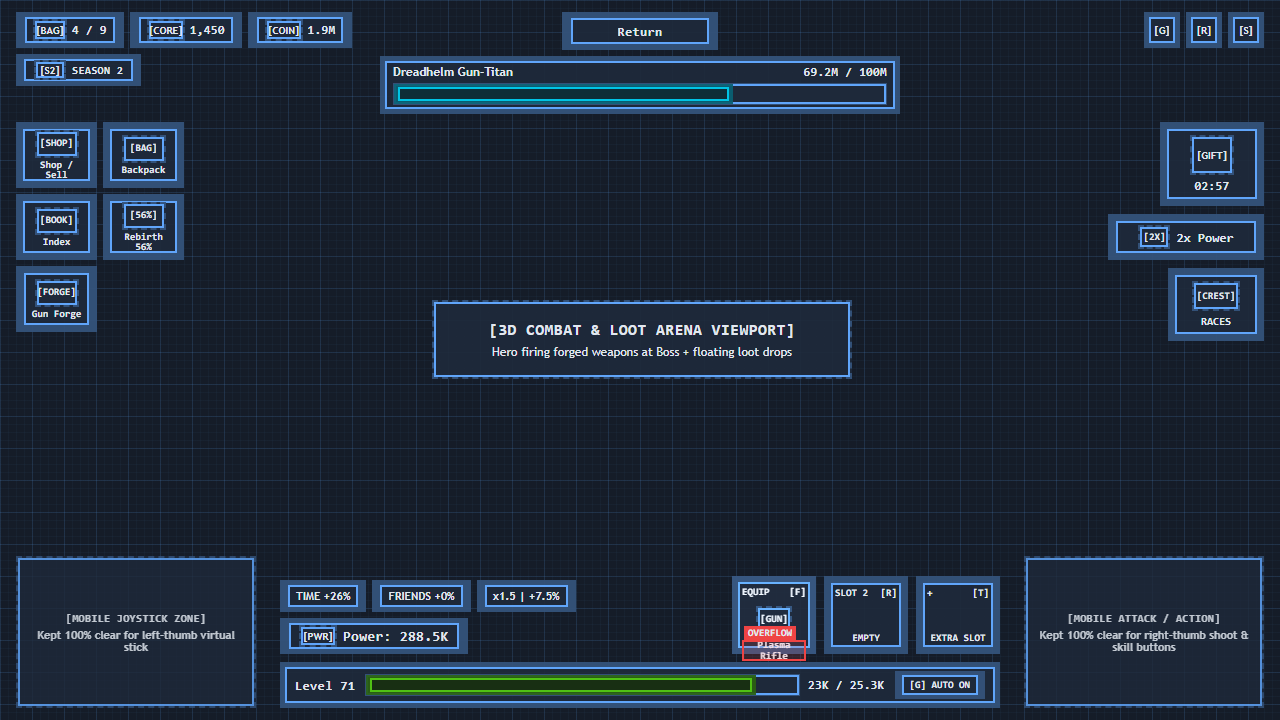 [BAG] 4 / 9
[CORE] 1,450
[COIN] 1.9M
Return
[G]
[R]
[S]
[S2] SEASON 2
Dreadhelm Gun-Titan
69.2M / 100M
[SHOP]
Shop /
Sell
[BAG]
Backpack
[GIFT]
02:57
[BOOK]
Index
[56%]
Rebirth
56%
[2X] 2x Power
[FORGE]
Gun Forge
[CREST]
RACES
[3D COMBAT & LOOT ARENA VIEWPORT]
Hero firing forged weapons at Boss + floating loot drops
[MOBILE JOYSTICK ZONE]
Kept 100% clear for left-thumb virtual
stick
TIME +26%
FRIENDS +0%
x1.5 | +7.5%
[PWR] Power: 288.5K
EQUIP [F]
[GUN]
OVERFLOW
Plasma
Rifle
SLOT 2 [R]
EMPTY
+ [T]
EXTRA SLOT
[MOBILE ATTACK / ACTION]
Kept 100% clear for right-thumb shoot &
skill buttons
Level 71
23K / 25.3K
[G] AUTO ON